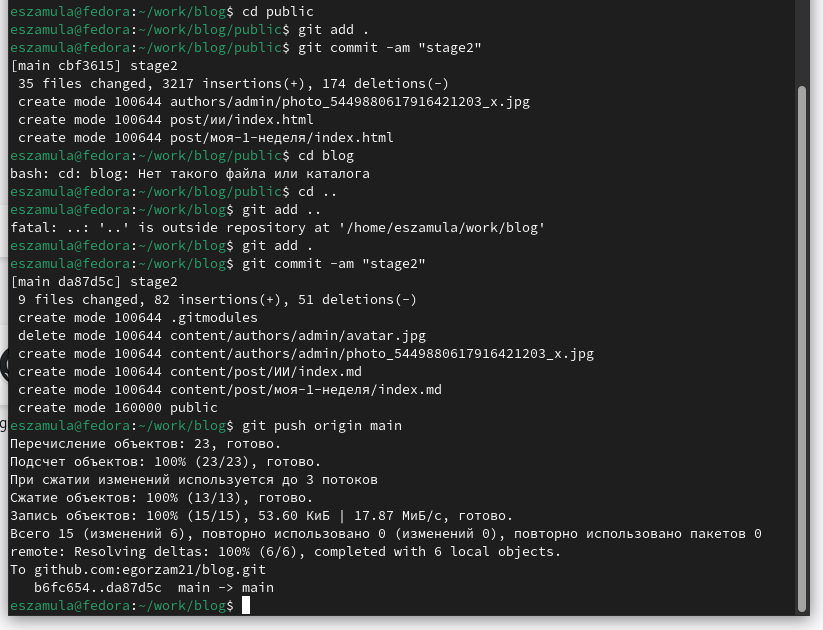 eszamula@fedora:~/work/blog$ cd public
eszamula@fedora:~/work/blog/public$ git add .
eszamula@fedora:~/work/blog/public$ git commit -am "stage2"
[main cbf3615] stage2
 35 files changed, 3217 insertions(+), 174 deletions(-)
 create mode 100644 authors/admin/photo_5449880617916421203_x.jpg
 create mode 100644 post/ии/index.html
 create mode 100644 post/моя-1-неделя/index.html
eszamula@fedora:~/work/blog/public$ cd blog
bash: cd: blog: Нет такого файла или каталога
eszamula@fedora:~/work/blog/public$ cd ..
eszamula@fedora:~/work/blog$ git add ..
fatal: ..: '..' is outside repository at '/home/eszamula/work/blog'
eszamula@fedora:~/work/blog$ git add .
eszamula@fedora:~/work/blog$ git commit -am "stage2"
[main da87d5c] stage2
 9 files changed, 82 insertions(+), 51 deletions(-)
 create mode 100644 .gitmodules
 delete mode 100644 content/authors/admin/avatar.jpg
 create mode 100644 content/authors/admin/photo_5449880617916421203_x.jpg
 create mode 100644 content/post/ИИ/index.md
 create mode 100644 content/post/моя-1-неделя/index.md
 create mode 160000 public
eszamula@fedora:~/work/blog$ git push origin main
Перечисление объектов: 23, готово.
Подсчет объектов: 100% (23/23), готово.
При сжатии изменений используется до 3 потоков
Сжатие объектов: 100% (13/13), готово.
Запись объектов: 100% (15/15), 53.60 КиБ | 17.87 МиБ/с, готово.
Всего 15 (изменений 6), повторно использовано 0 (изменений 0), повторно использовано пакетов 0
remote: Resolving deltas: 100% (6/6), completed with 6 local objects.
To github.com:egorzam21/blog.git
   b6fc654..da87d5c  main -> main
eszamula@fedora:~/work/blog$